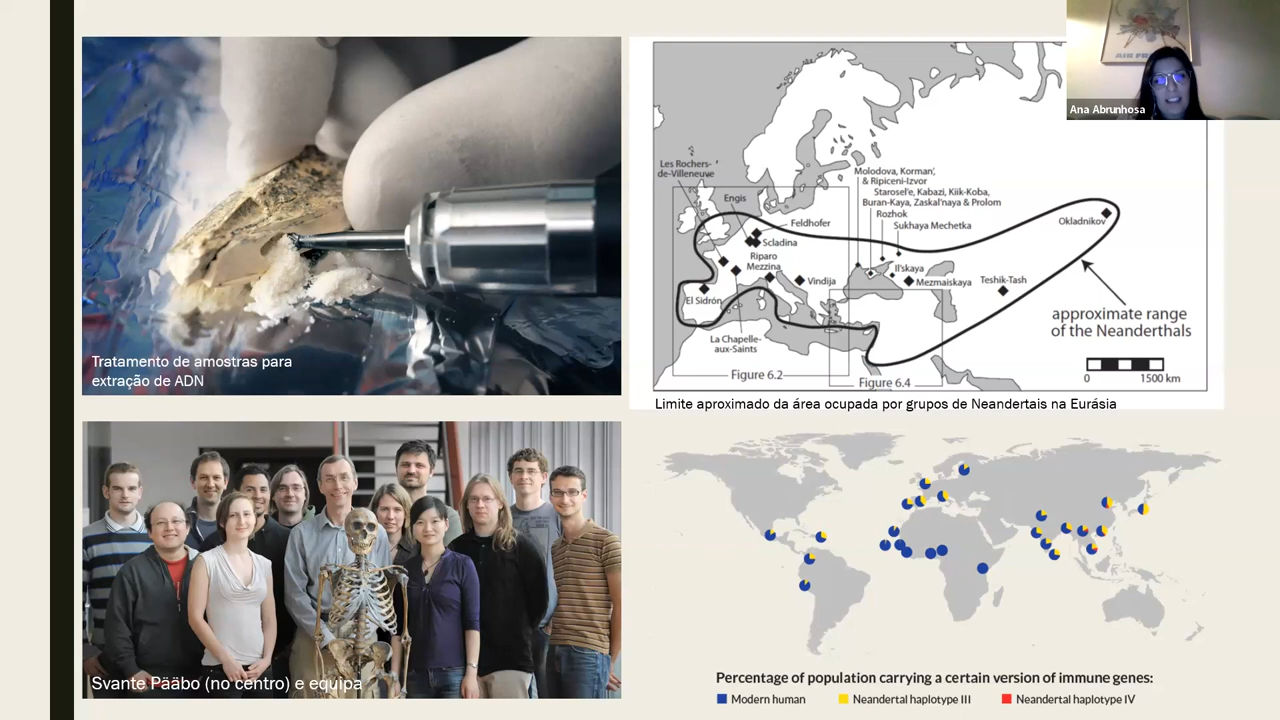 Tratamento de amostras para
extração de ADN
Les Rochers-
de-Villeneuve
Engis
Feldhofer
Scladina
Riparo
Mezzina
El Sidrón
Vindija
La Chapelle-
aux-Saints
Figure 6.2
Molodova, Korman',
& Ripiceni-Izvor
Starosel'e, Kabazi, Kiik-Koba,
Buran-Kaya, Zaskal'naya & Prolom
Rozhok
Sukhaya Mechetka
Il'skaya
Mezmaiskaya
Teshik-Tash
Okladnikov
Figure 6.4
approximate range
of the Neanderthals
0 1500 km
Limite aproximado da área ocupada por grupos de Neandertais na Eurásia
AIR FRANCE
Ana Abrunhosa
Svante Pääbo (no centro) e equipa
Percentage of population carrying a certain version of immune genes:
Modern human
Neandertal haplotype III
Neandertal haplotype IV